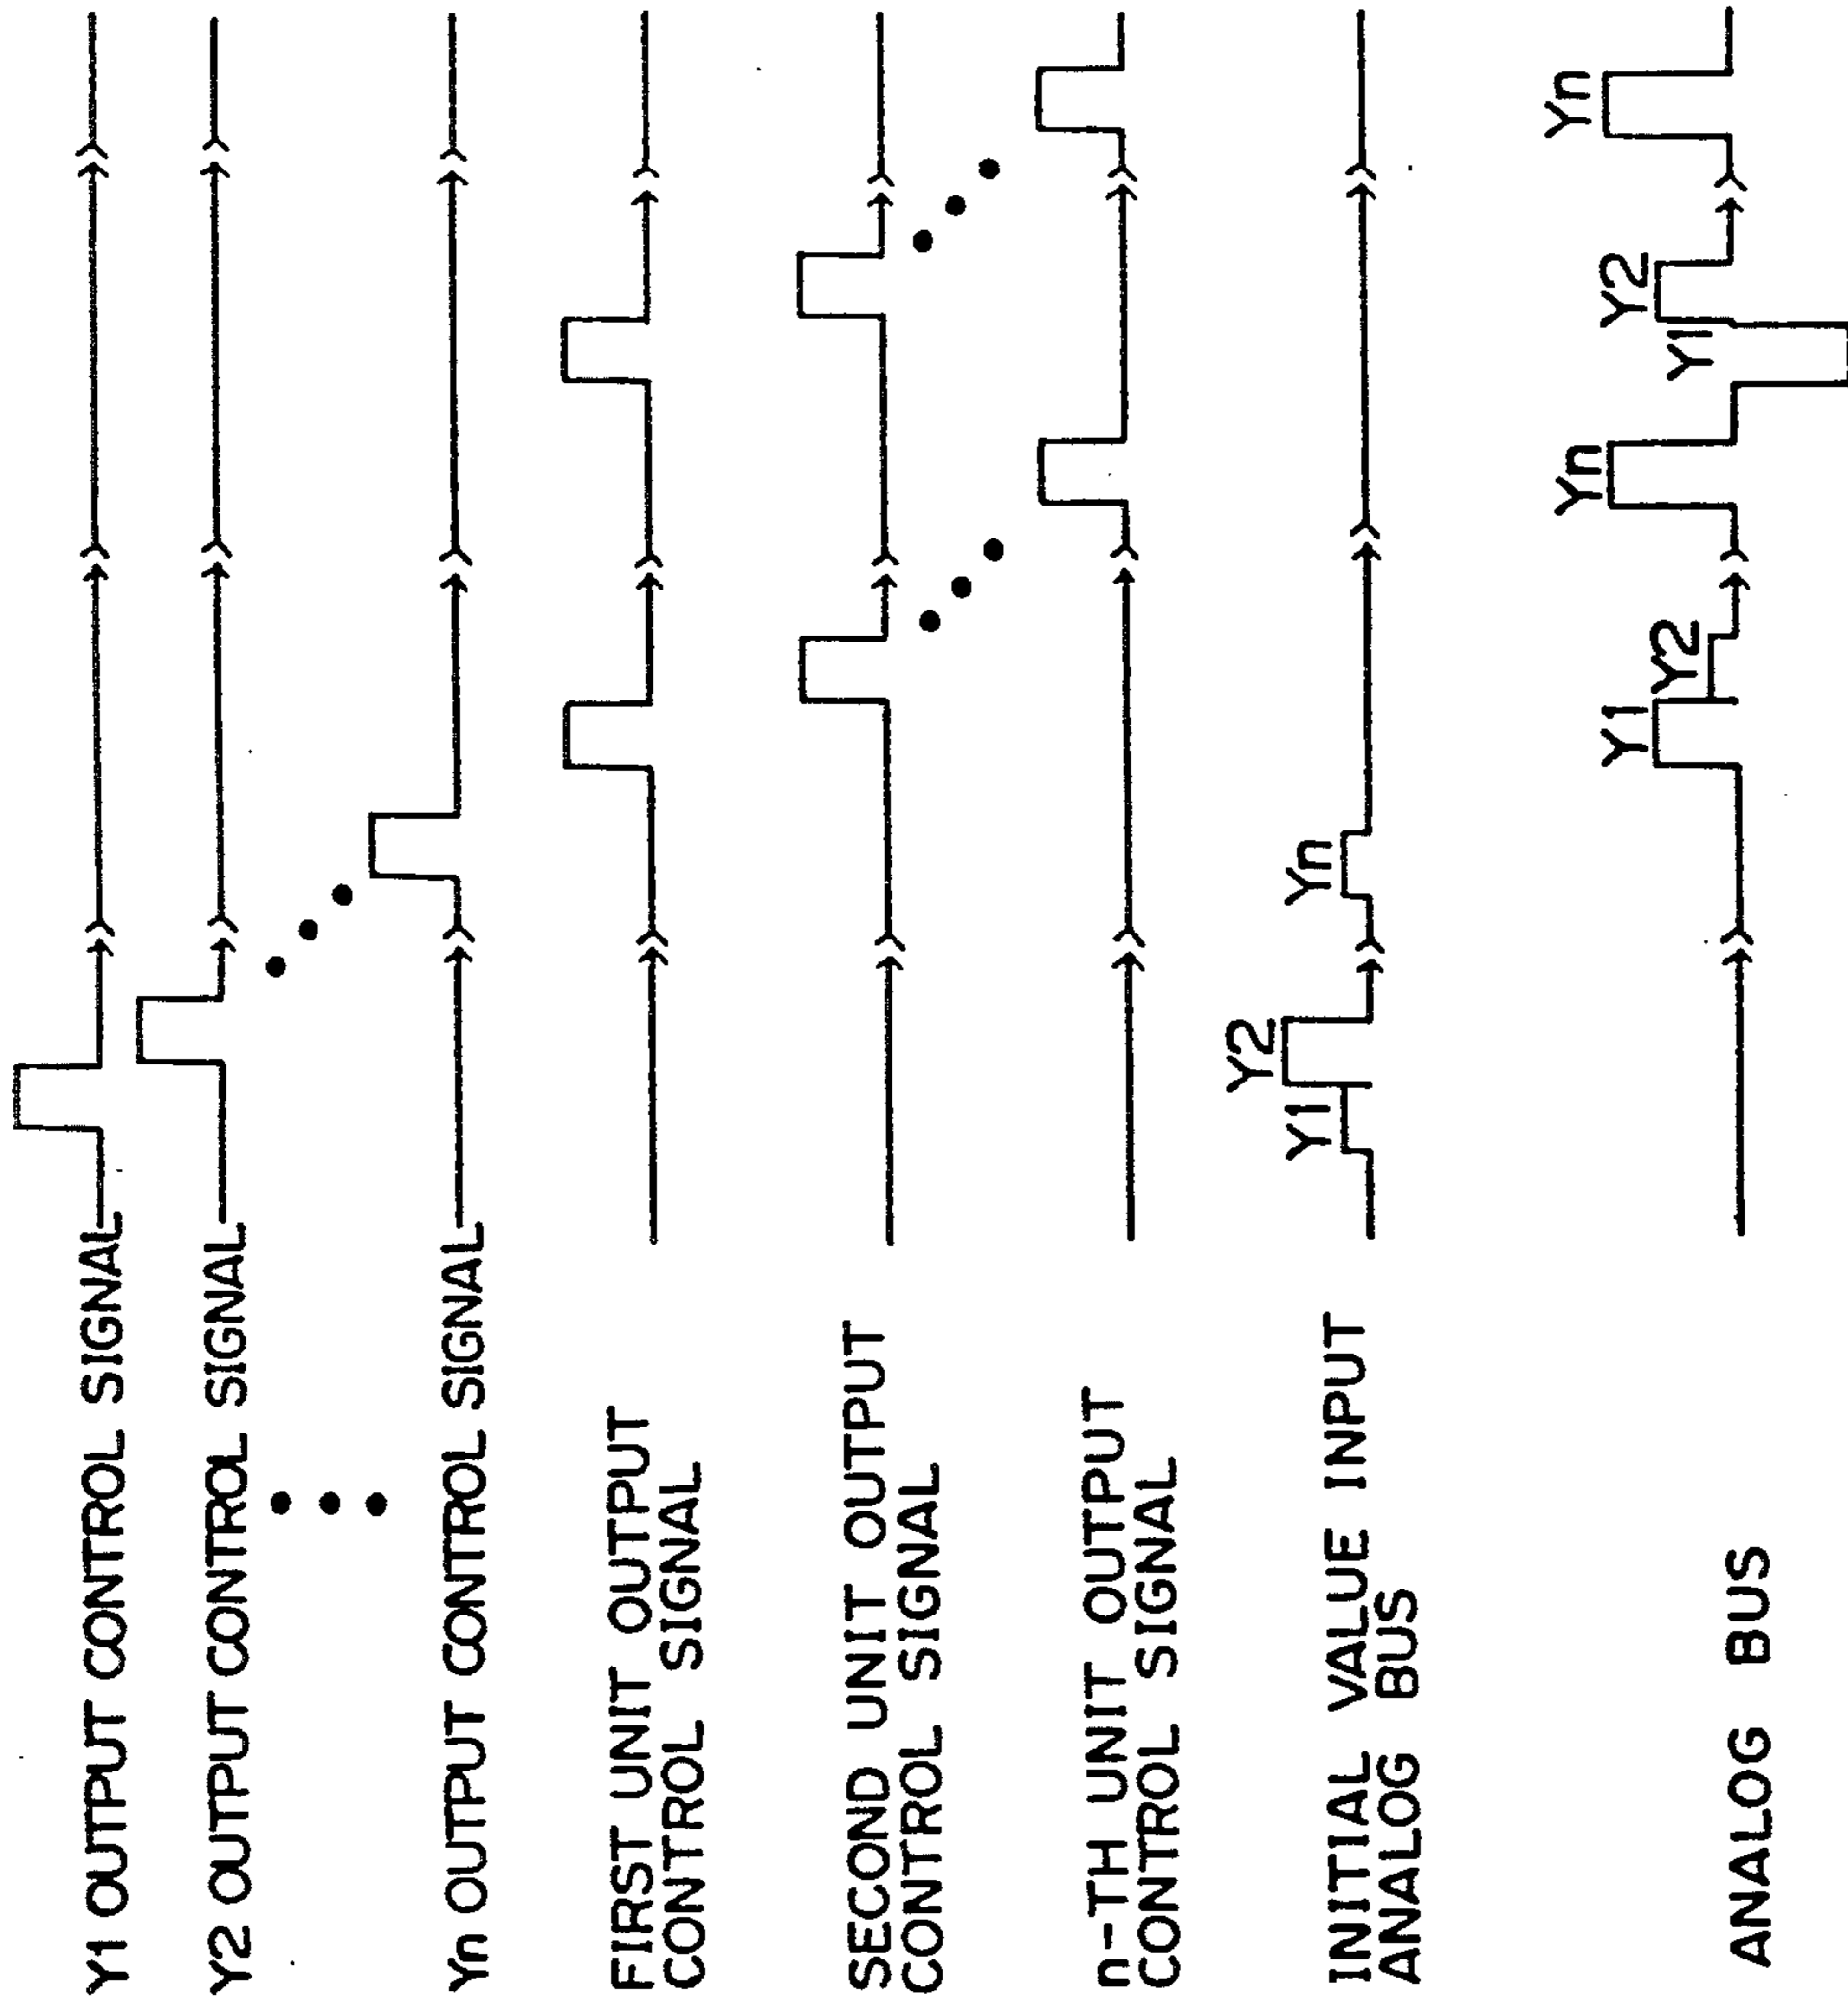 Y1 OUTPUT CONTROL SIGNAL
Y2 OUTPUT CONTROL SIGNAL
Yn OUTPUT CONTROL SIGNAL
FIRST UNIT OUTPUT
CONTROL SIGNAL
SECOND UNIT OUTPUT
CONTROL SIGNAL
n-TH UNIT OUTPUT
CONTROL SIGNAL
INITIAL VALUE INPUT
ANALOG BUS
Y1
Y2
Yn
ANALOG BUS
Y1
Y2
Yn
Y1
Y2
Yn